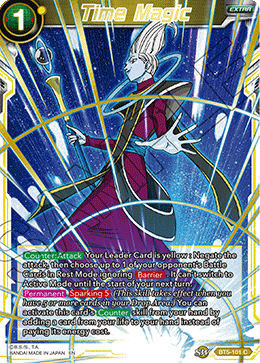 1
Time Magic
EXTRA
Counter:Attack Your Leader Card is yellow : Negate the
attack, then choose up to 1 of your opponent's Battle
Cards in Rest Mode ignoring Barrier : It can't switch to
Active Mode until the start of your next turn.
Permanent Sparking 5 (This skill takes effect when you
have 5 or more cards in your Drop Area.) You can
activate this card's Counter skill from your hand by
adding 1 card from your life to your hand instead of
paying its energy cost.
©B.S./S., T.A.
BANDAI MADE IN JAPAN EN
BT5-101 C